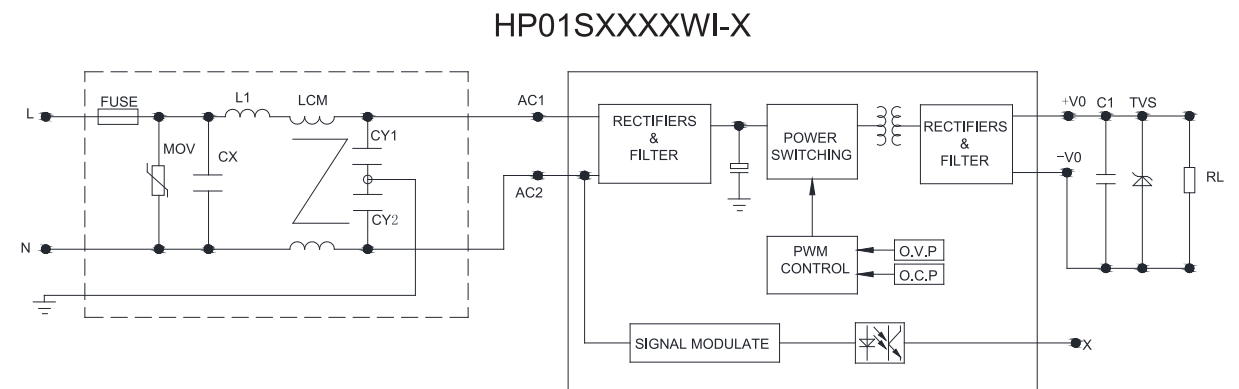 HP01SXXXXWI-X
L
FUSE
L1
LCM
MOV
CX
CY1
CY2
N
AC1
AC2
RECTIFIERS
&
FILTER
POWER
SWITCHING
RECTIFIERS
&
FILTER
PWM
CONTROL
O.V.P
O.C.P
SIGNAL MODULATE
+V0
C1
TVS
−V0
RL
X